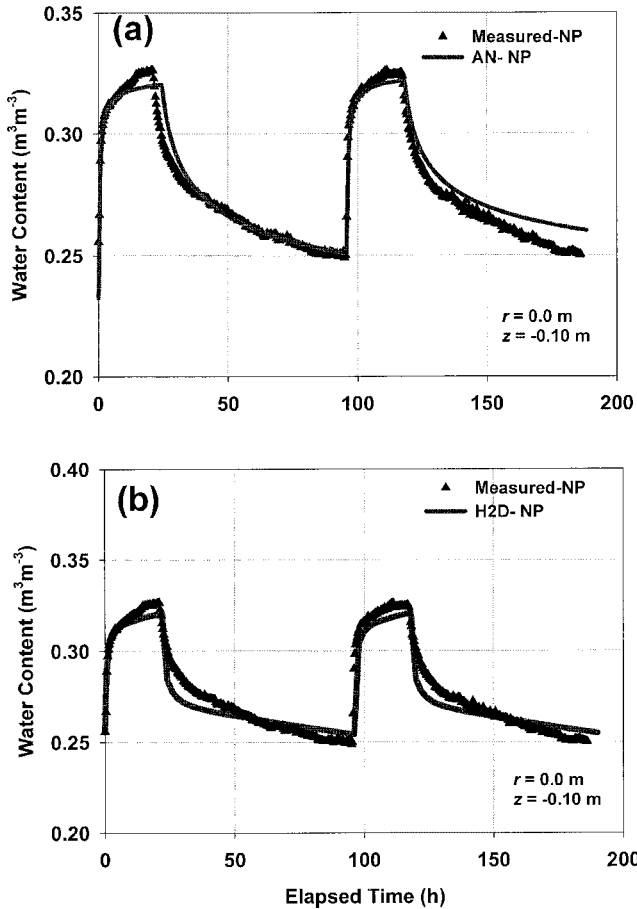 0.35
(a)
Measured-NP
AN- NP
0.30
Water Content (m³m⁻³)
0.25
r = 0.0 m
z = -0.10 m
0.20
0
50
100
150
200
0.40
(b)
Measured-NP
H2D- NP
0.35
Water Content (m³m⁻³)
0.30
0.25
r = 0.0 m
z = -0.10 m
0.20
0
50
100
150
200
Elapsed Time (h)